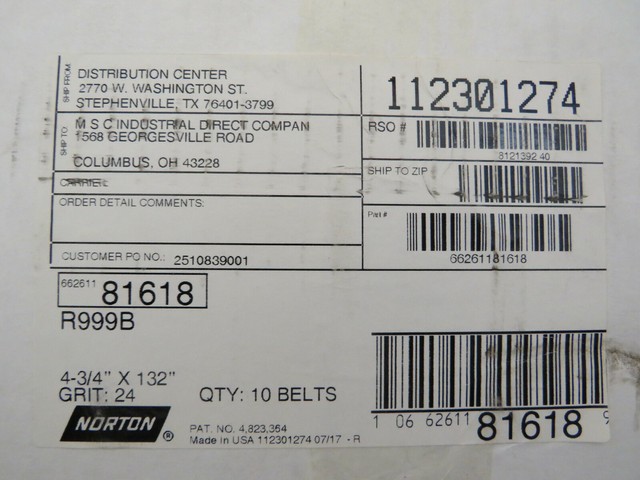 SHIP FROM:
DISTRIBUTION CENTER
2770 W. WASHINGTON ST.
STEPHENVILLE, TX 76401-3799
SHIP TO:
M S C INDUSTRIAL DIRECT COMPAN
1568 GEORGESVILLE ROAD
COLUMBUS, OH 43228
CARRIER:
ORDER DETAIL COMMENTS:
CUSTOMER PO NO.: 2510839001
112301274
RSO #
8121392 40
SHIP TO ZIP
Part #
66261181618
662611 81618
R999B
4-3/4" X 132"
GRIT: 24 QTY: 10 BELTS
NORTON ®
PAT. NO. 4,823,364
Made in USA 112301274 07/17 - R
1 06 62611 81618 9